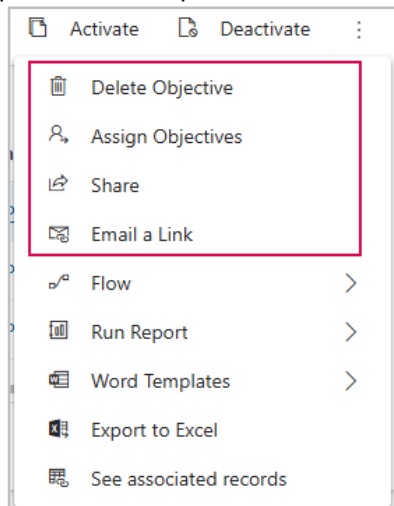 Activate Deactivate
Delete Objective
Assign Objectives
Share
Email a Link
Flow
Run Report
Word Templates
Export to Excel
See associated records